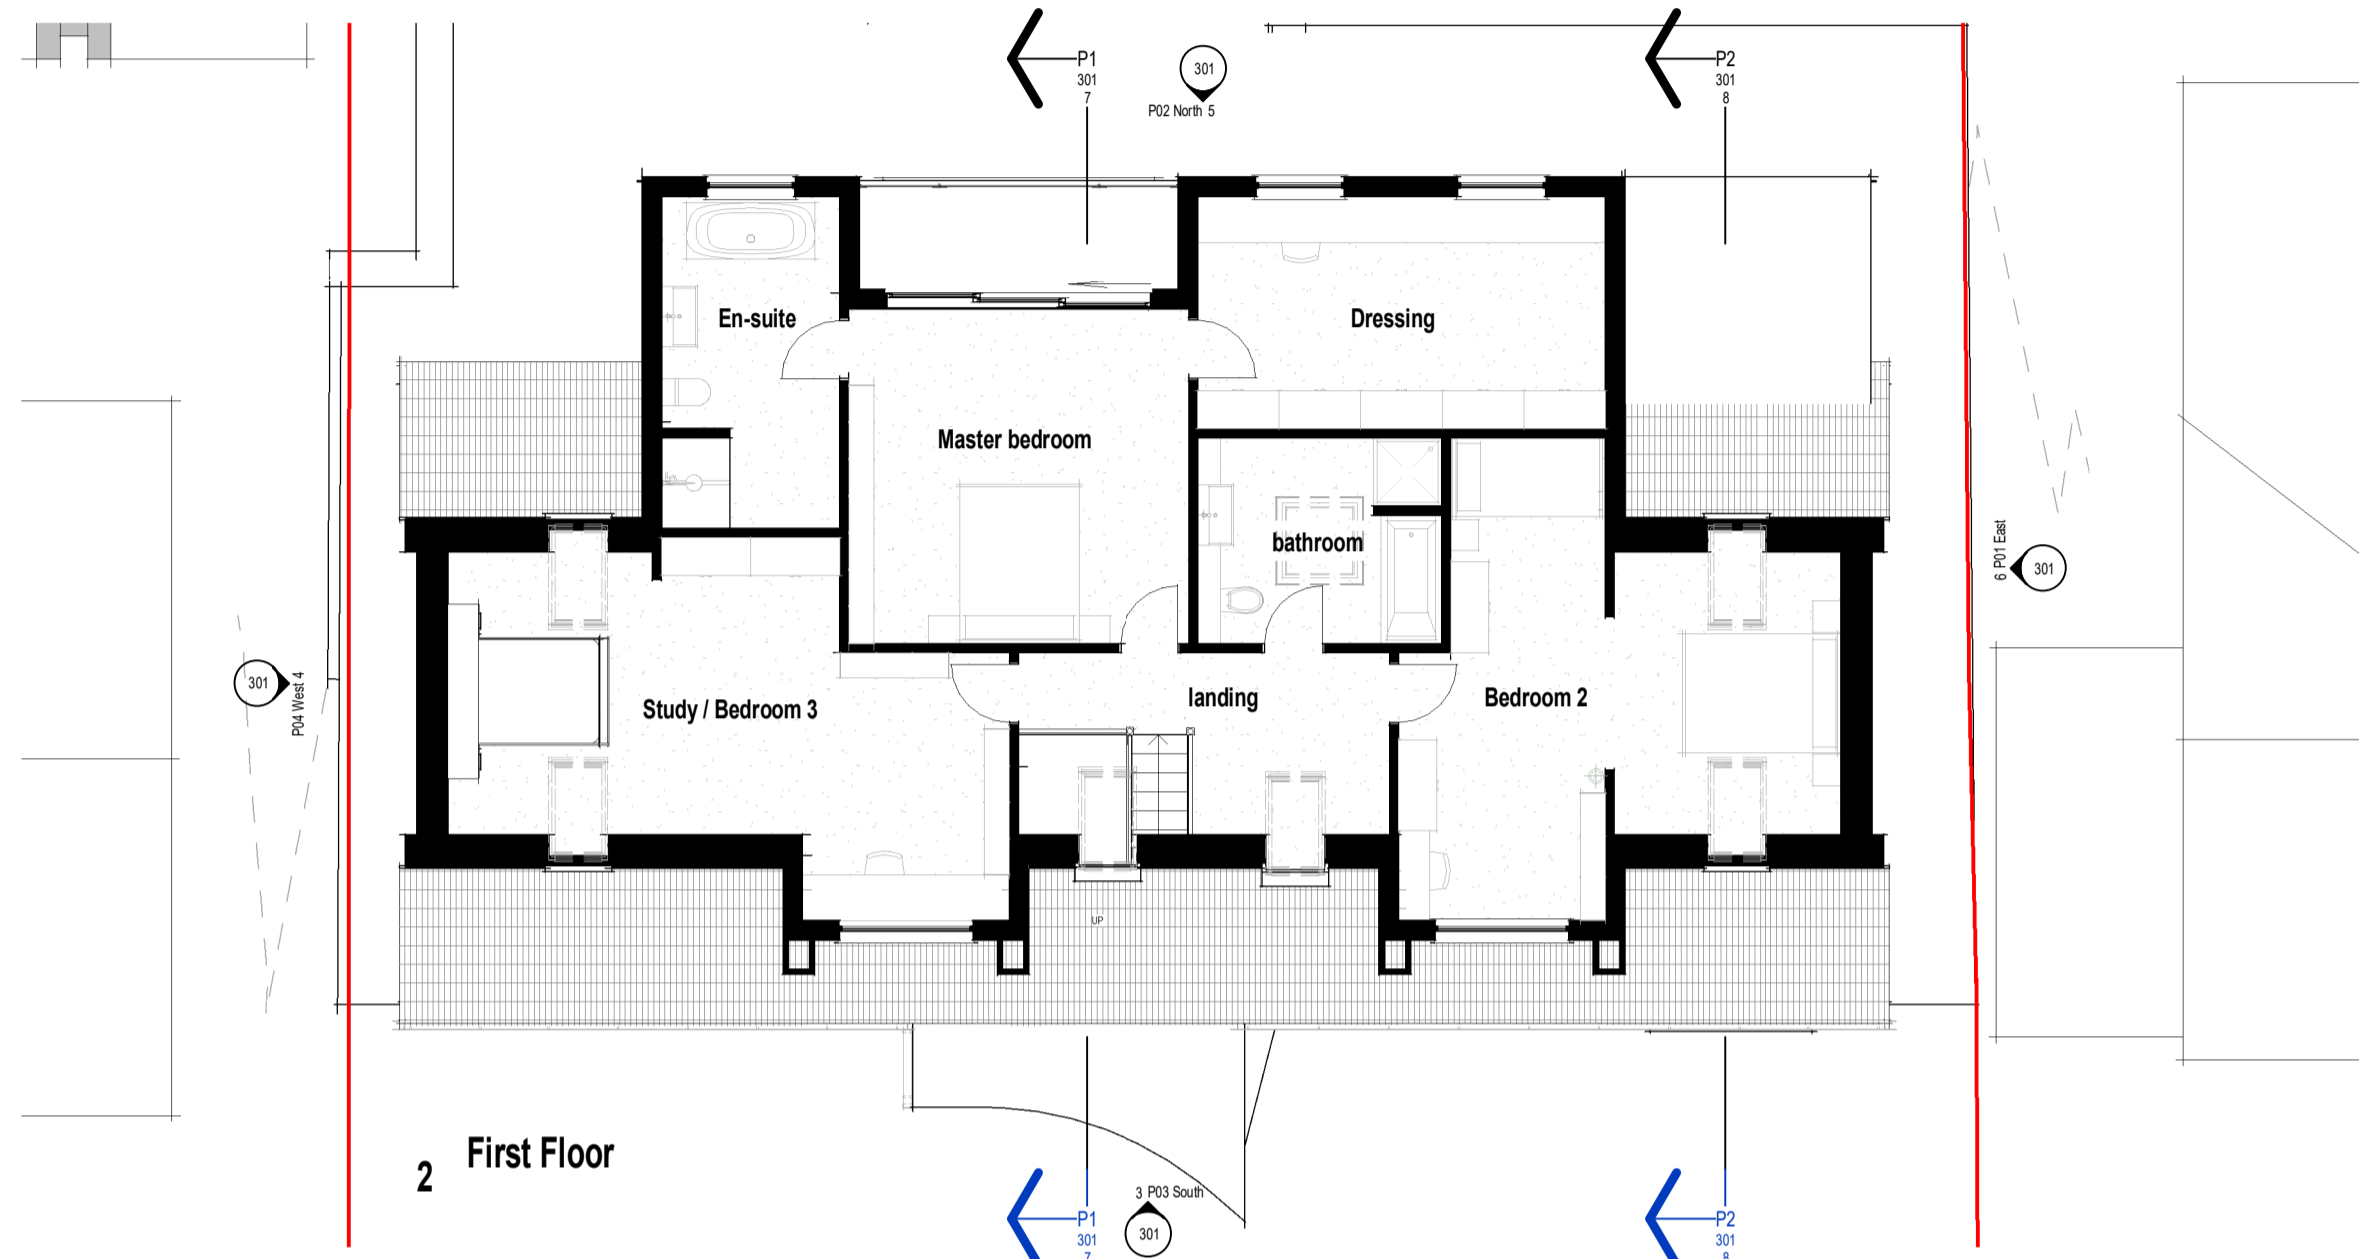 P1
301
7
301
P02 North 5
P2
301
8
En-suite
Dressing
Master bedroom
bathroom
6 P01 East
301
301
P04 West 4
Study / Bedroom 3
landing
Bedroom 2
UP
2 First Floor
3 P03 South
301
P1
301
7
P2
301
8